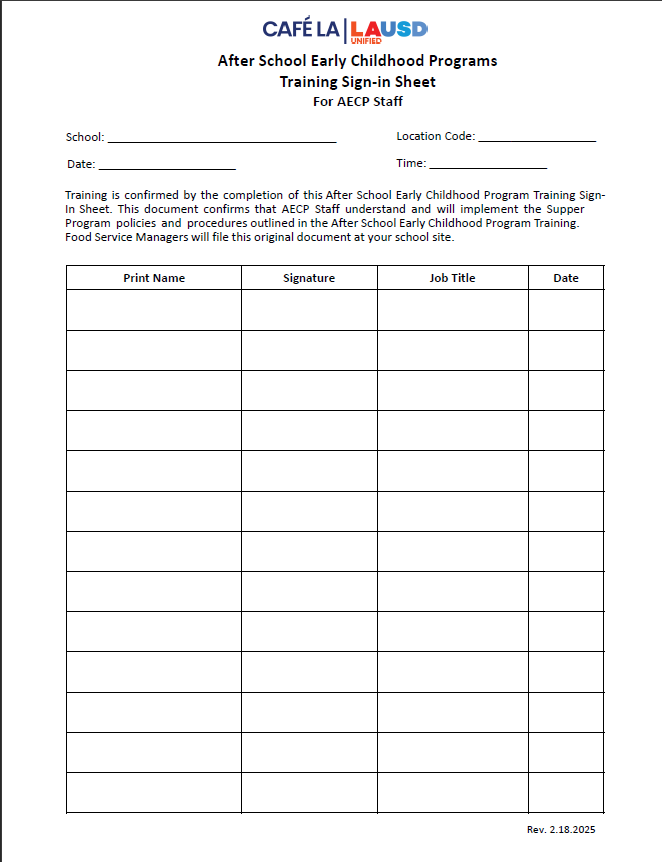 CAFÉ LA | LAUSD
UNIFIED
After School Early Childhood Programs
Training Sign-in Sheet
For AECP Staff
School: ___________________________________ Location Code: __________________
Date: _____________________ Time: __________________
Training is confirmed by the completion of this After School Early Childhood Program Training Sign-
In Sheet. This document confirms that AECP Staff understand and will implement the Supper
Program policies and procedures outlined in the After School Early Childhood Program Training.
Food Service Managers will file this original document at your school site.
Print Name Signature Job Title Date
Rev. 2.18.2025